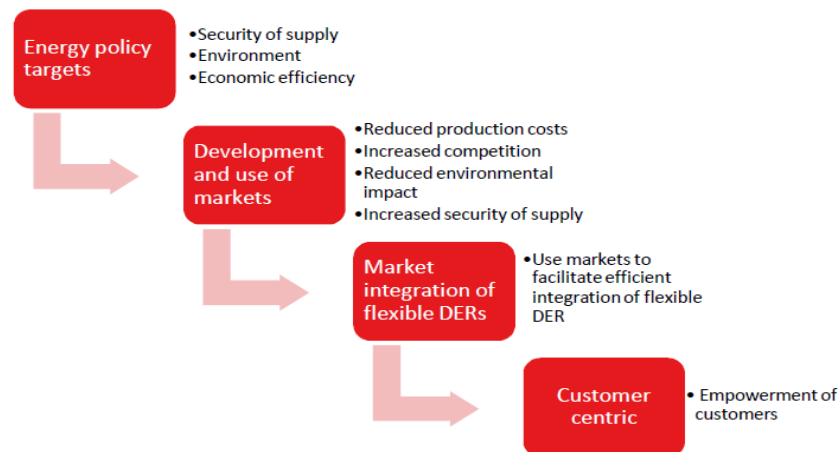 Energy policy
targets
•Security of supply
•Environment
•Economic efficiency
Development
and use of
markets
•Reduced production costs
•Increased competition
•Reduced environmental
impact
•Increased security of supply
Market
integration of
flexible DERs
•Use markets to
facilitate efficient
integration of flexible
DER
Customer
centric
• Empowerment of
customers